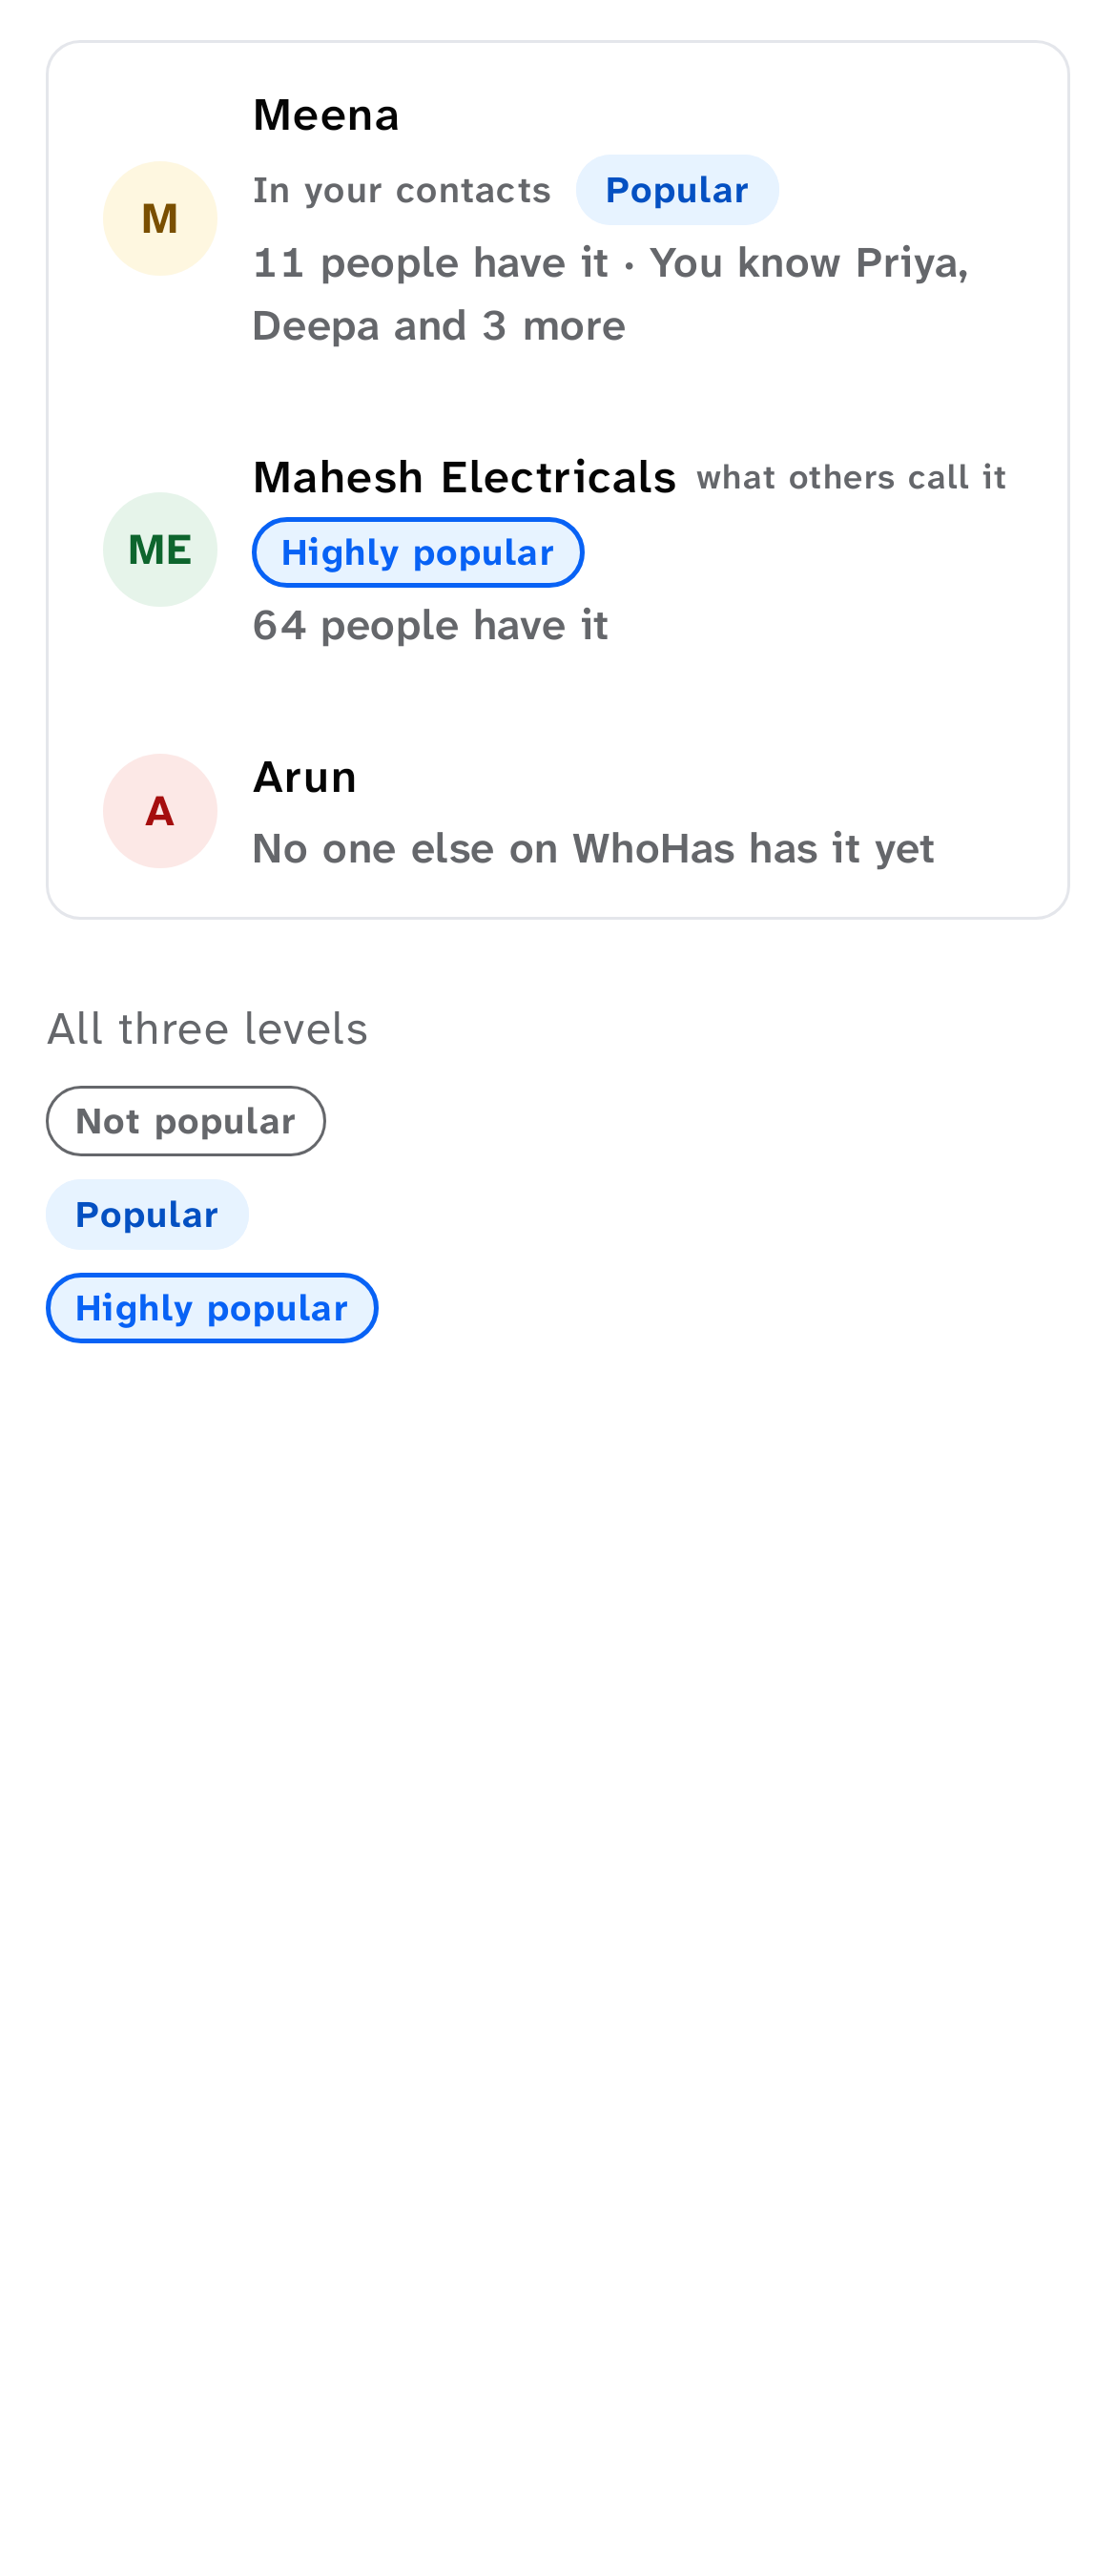 Meena
M
In your contacts Popular
11 people have it · You know Priya,
Deepa and 3 more
Mahesh Electricals what others call it
ME
Highly popular
64 people have it
Arun
A
No one else on WhoHas has it yet
All three levels
Not popular
Popular
Highly popular